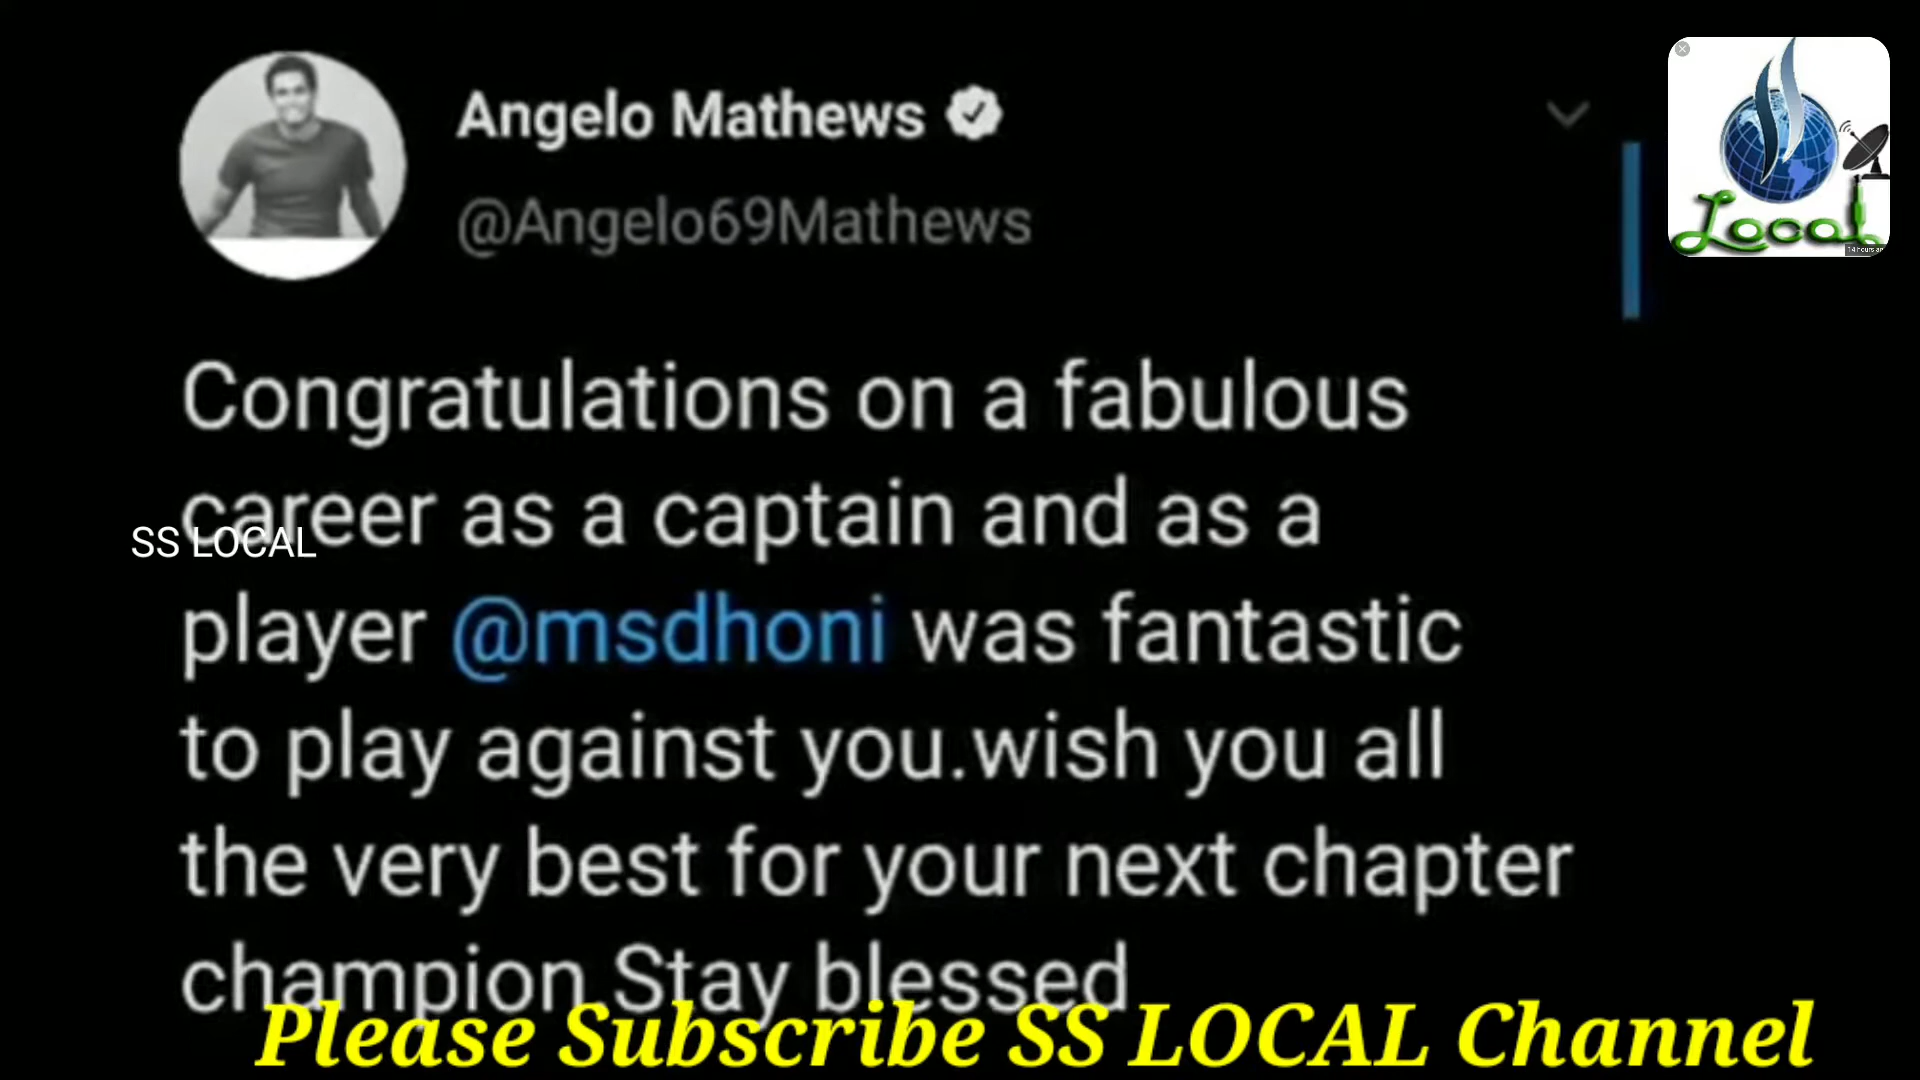 Angelo Mathews
@Angelo69Mathews
Local
14 hours
Congratulations on a fabulous
career as a captain and as a
SS LOCAL
player @msdhoni was fantastic
to play against you.wish you all
the very best for your next chapter
champion.Stay blessed
Please Subscribe SS LOCAL Channel